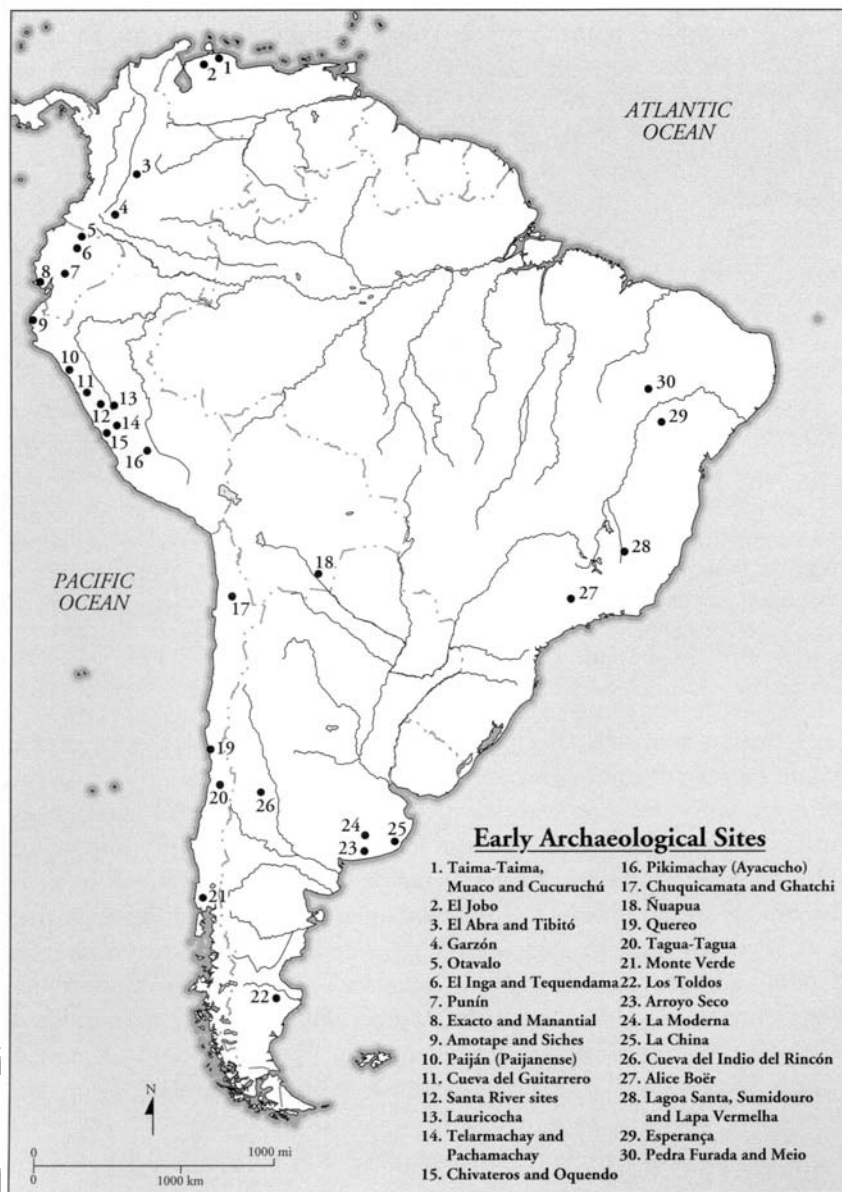 ATLANTIC
OCEAN
PACIFIC
OCEAN
1
2
3
4
5
6
7
8
9
10
11
12
13
14
15
16
17
18
19
20
21
22
23
24
25
26
27
28
29
30
Early Archaeological Sites
1. Taima-Taima,
Muaco and Cucuruchú
2. El Jobo
3. El Abra and Tibitó
4. Garzón
5. Otavalo
6. El Inga and Tequendama
7. Punín
8. Exacto and Manantial
9. Amotape and Siches
10. Paiján (Paijanense)
11. Cueva del Guitarrero
12. Santa River sites
13. Lauricocha
14. Telarmachay and
Pachamachay
15. Chivateros and Oquendo
16. Pikimachay (Ayacucho)
17. Chuquicamata and Ghatchi
18. Ñuapua
19. Quereo
20. Tagua-Tagua
21. Monte Verde
22. Los Toldos
23. Arroyo Seco
24. La Moderna
25. La China
26. Cueva del Indio del Rincón
27. Alice Boër
28. Lagoa Santa, Sumidouro
and Lapa Vermelha
29. Esperança
30. Pedra Furada and Meio
N
0 1000 mi
0 1000 km